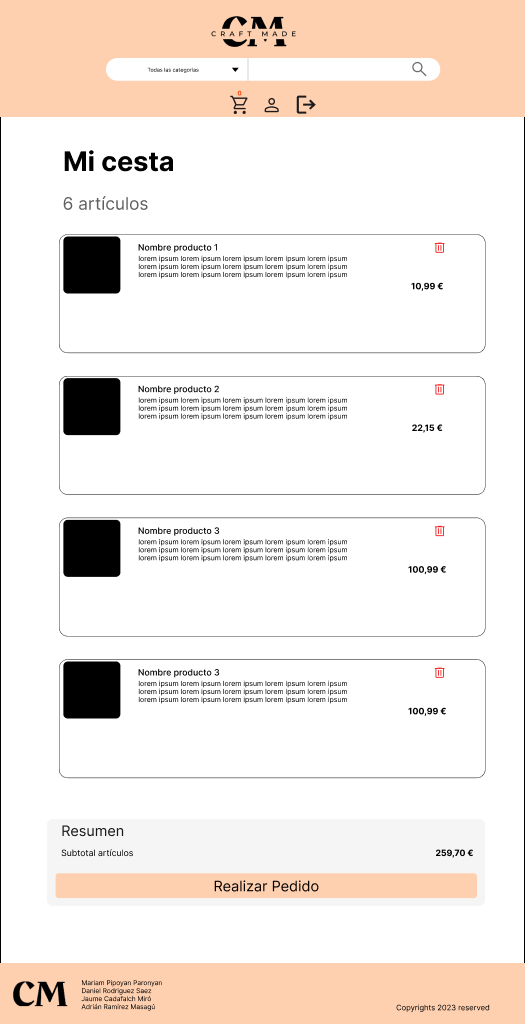 CM
CRAFT MADE
Todas las categorías
0
Mi cesta
6 artículos
Nombre producto 1
lorem ipsum lorem ipsum lorem ipsum lorem ipsum lorem ipsum
lorem ipsum lorem ipsum lorem ipsum lorem ipsum lorem ipsum
lorem ipsum lorem ipsum lorem ipsum lorem ipsum lorem ipsum
10,99 €
Nombre producto 2
lorem ipsum lorem ipsum lorem ipsum lorem ipsum lorem ipsum
lorem ipsum lorem ipsum lorem ipsum lorem ipsum lorem ipsum
lorem ipsum lorem ipsum lorem ipsum lorem ipsum lorem ipsum
22,15 €
Nombre producto 3
lorem ipsum lorem ipsum lorem ipsum lorem ipsum lorem ipsum
lorem ipsum lorem ipsum lorem ipsum lorem ipsum lorem ipsum
lorem ipsum lorem ipsum lorem ipsum lorem ipsum lorem ipsum
100,99 €
Nombre producto 3
lorem ipsum lorem ipsum lorem ipsum lorem ipsum lorem ipsum
lorem ipsum lorem ipsum lorem ipsum lorem ipsum lorem ipsum
lorem ipsum lorem ipsum lorem ipsum lorem ipsum lorem ipsum
100,99 €
Resumen
Subtotal artículos 259,70 €
Realizar Pedido
CM
Mariam Pipoyan Paronyan
Daniel Rodriguez Saez
Jaume Cadafalch Miró
Adrián Ramírez Masagú
Copyrights 2023 reserved